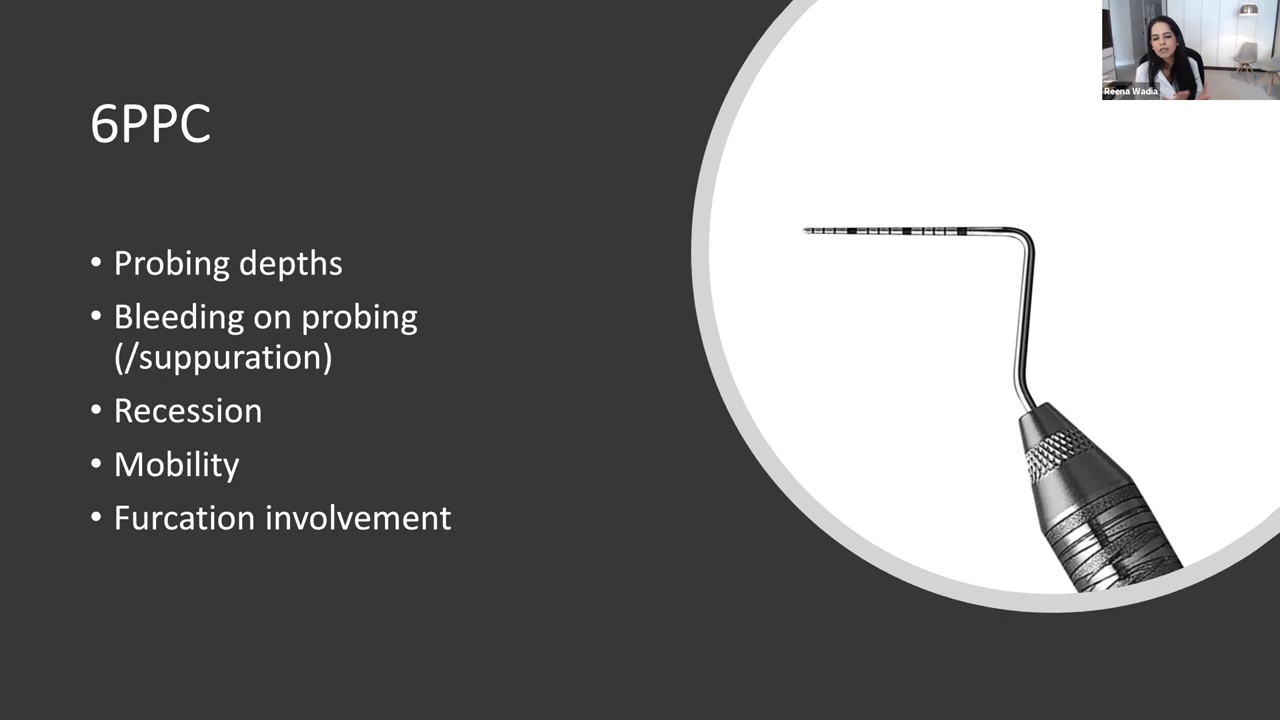 6PPC
• Probing depths
• Bleeding on probing
(/suppuration)
• Recession
• Mobility
• Furcation involvement
Reena Wadia